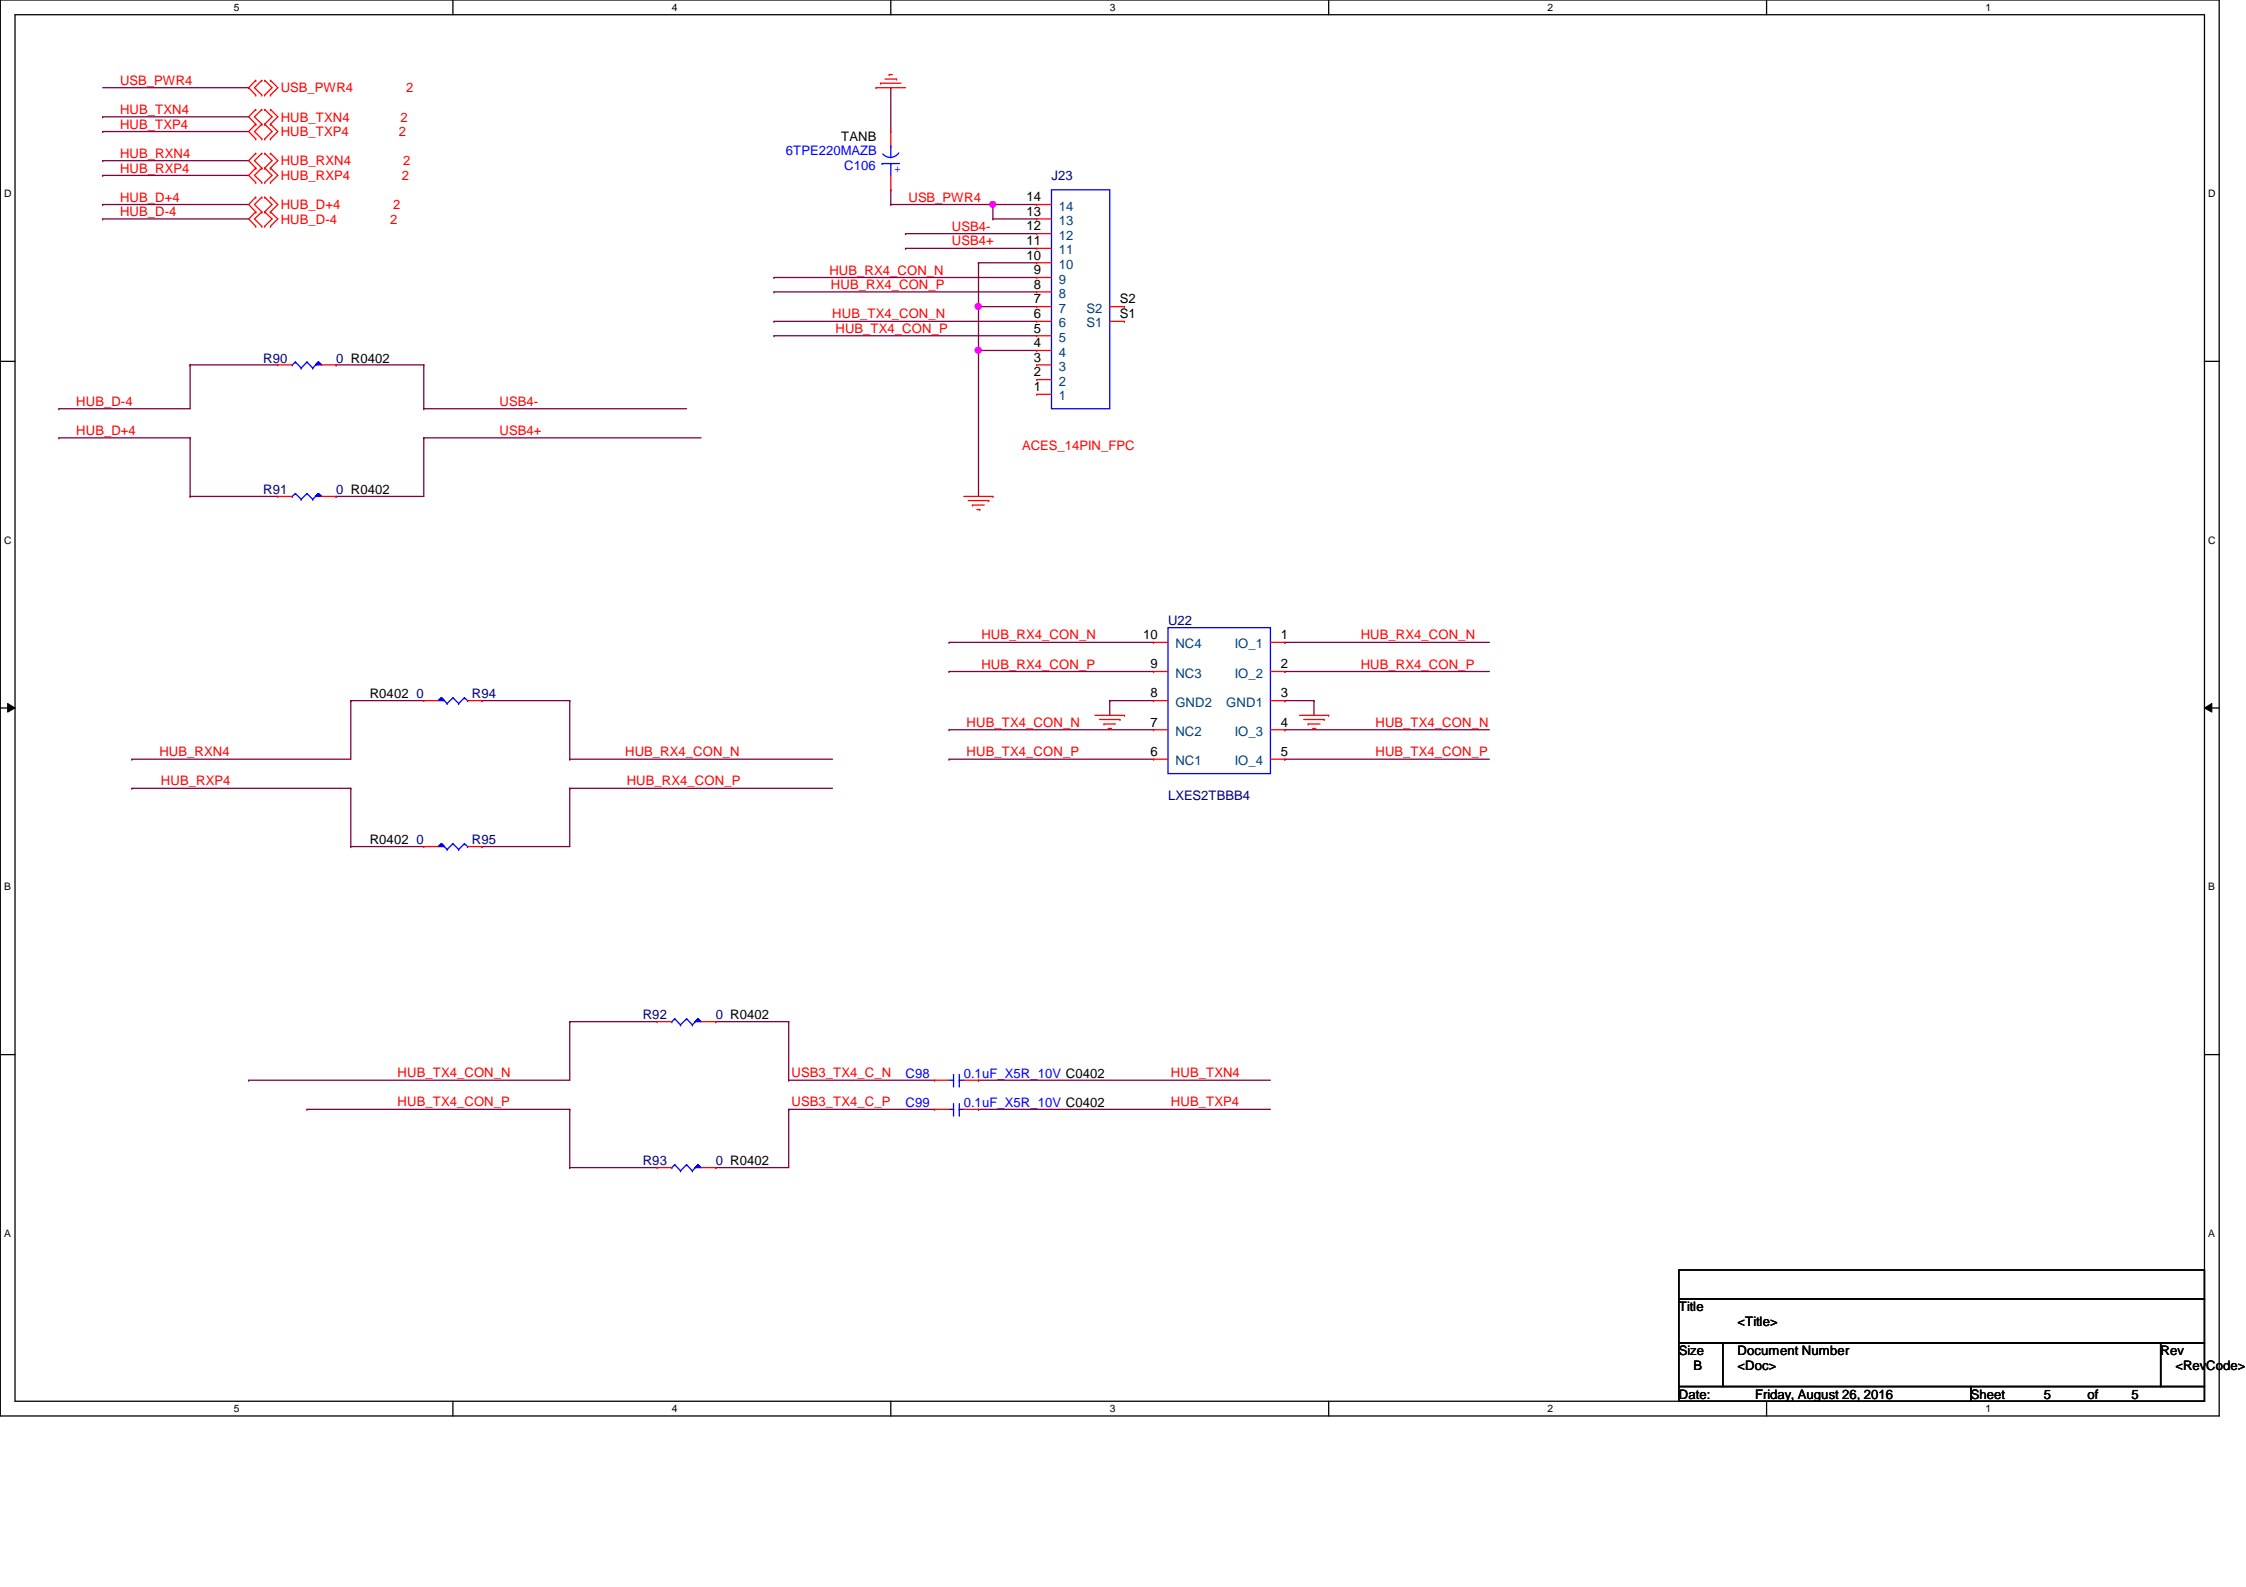 5 4 3 2 1
USB_PWR4 USB_PWR4 2
HUB_TXN4 HUB_TXN4 2
HUB_TXP4 HUB_TXP4 2
HUB_RXN4 HUB_RXN4 2
HUB_RXP4 HUB_RXP4 2
HUB_D+4 HUB_D+4 2
HUB_D-4 HUB_D-4 2
TANB
6TPE220MAZB
C106
+
J23
D D
USB_PWR4 14 14
13 13
USB4- 12 12
USB4+ 11 11
10 10
HUB_RX4_CON_N 9 9
HUB_RX4_CON_P 8 8
7 7 S2 S2
HUB_TX4_CON_N 6 6 S1 S1
HUB_TX4_CON_P 5 5
4 4
3 3
2 2
1 1
ACES_14PIN_FPC
R90 0 R0402
HUB_D-4 USB4-
HUB_D+4 USB4+
R91 0 R0402
C C
U22
HUB_RX4_CON_N 10 NC4 IO_1 1 HUB_RX4_CON_N
HUB_RX4_CON_P 9 NC3 IO_2 2 HUB_RX4_CON_P
8 GND2 GND1 3
HUB_TX4_CON_N 7 NC2 IO_3 4 HUB_TX4_CON_N
HUB_TX4_CON_P 6 NC1 IO_4 5 HUB_TX4_CON_P
LXES2TBBB4
R0402 0 R94
HUB_RXN4 HUB_RX4_CON_N
HUB_RXP4 HUB_RX4_CON_P
R0402 0 R95
B B
R92 0 R0402
HUB_TX4_CON_N USB3_TX4_C_N C98 0.1uF_X5R_10V C0402 HUB_TXN4
HUB_TX4_CON_P USB3_TX4_C_P C99 0.1uF_X5R_10V C0402 HUB_TXP4
R93 0 R0402
A A
Title
<Title>
Size Document Number Rev
B <Doc> <RevCode>
Date: Friday, August 26, 2016 Sheet 5 of 5
5 4 3 2 1